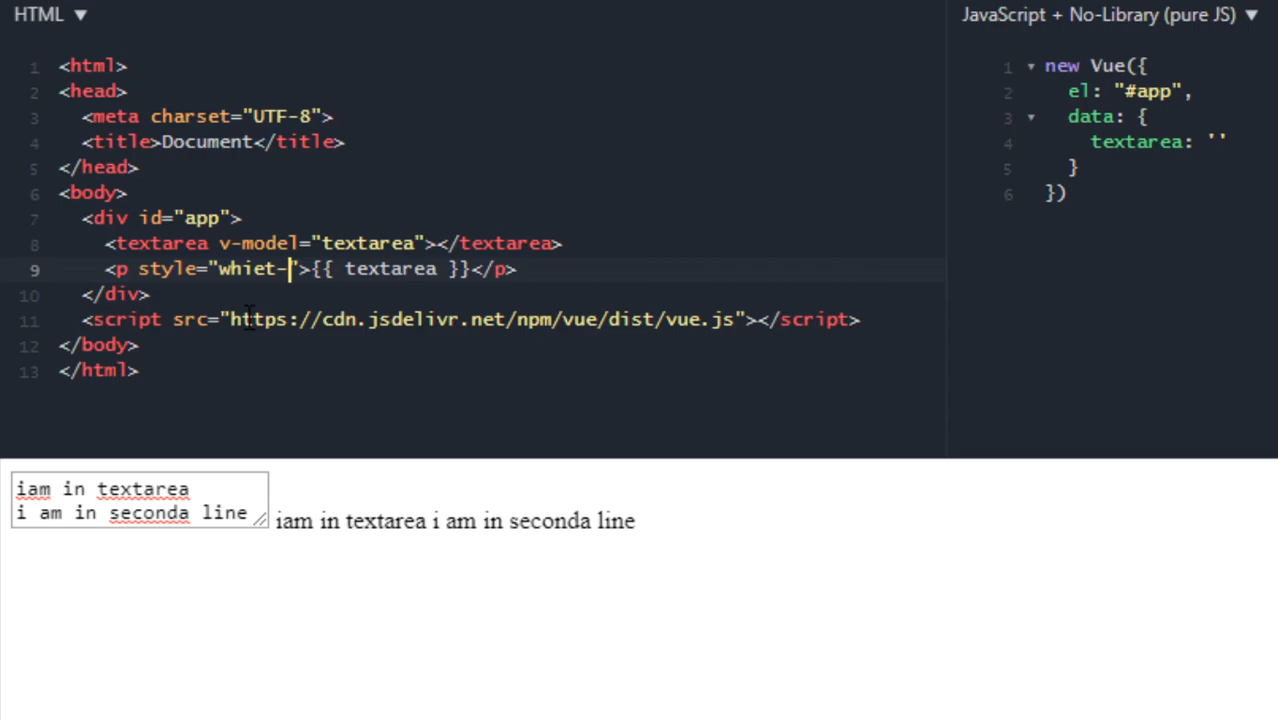 HTML ▼
1 <html>
2 <head>
3 <meta charset="UTF-8">
4 <title>Document</title>
5 </head>
6 <body>
7 <div id="app">
8 <textarea v-model="textarea"></textarea>
9 <p style="whiet-">{{ textarea }}</p>
10 </div>
11 <script src="https://cdn.jsdelivr.net/npm/vue/dist/vue.js"></script>
12 </body>
13 </html>
JavaScript + No-Library (pure JS) ▼
1 ▾ new Vue({
2 el: "#app",
3 ▾ data: {
4 textarea: ''
5 }
6 })
iam in textarea
i am in seconda line
iam in textarea i am in seconda line